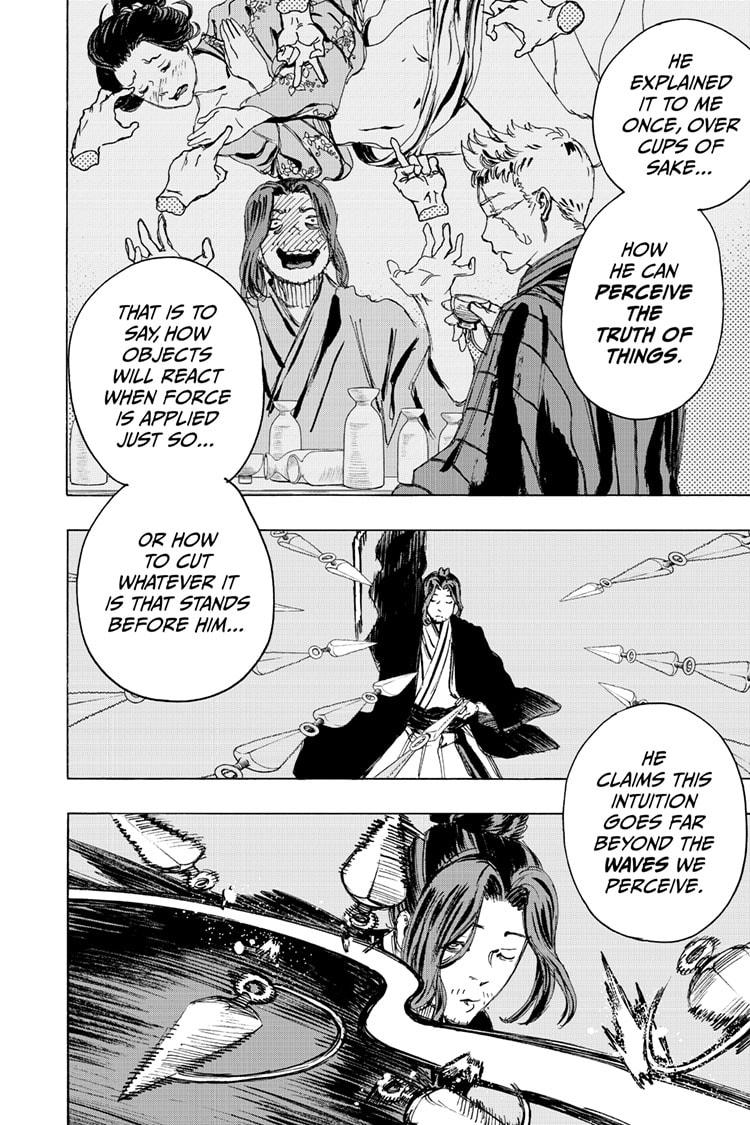 HE
EXPLAINED
IT TO ME
ONCE, OVER
CUPS OF
SAKE...
HOW
HE CAN
PERCEIVE
THE
TRUTH OF
THINGS.
THAT IS TO
SAY, HOW
OBJECTS
WILL REACT
WHEN FORCE
IS APPLIED
JUST SO...
OR HOW
TO CUT
WHATEVER IT
IS THAT STANDS
BEFORE HIM...
HE
CLAIMS THIS
INTUITION
GOES FAR
BEYOND THE
WAVES WE
PERCEIVE.